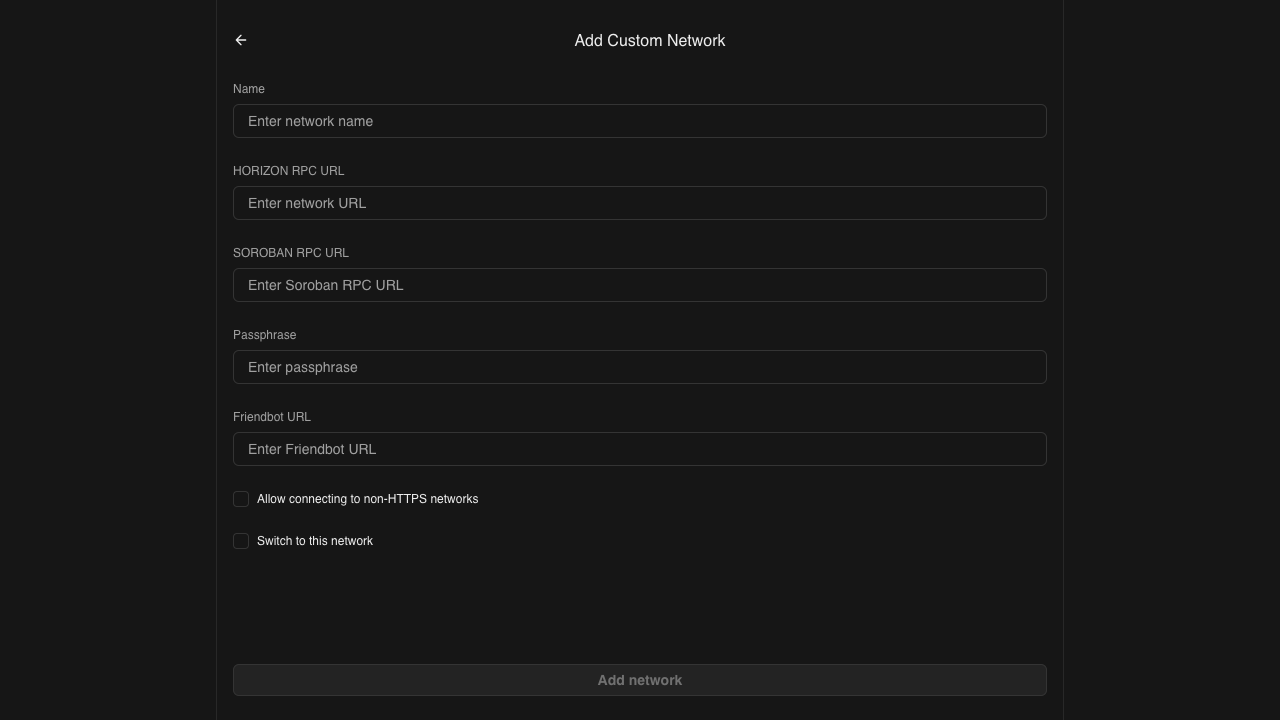 Add Custom Network
Name
Enter network name
HORIZON RPC URL
Enter network URL
SOROBAN RPC URL
Enter Soroban RPC URL
Passphrase
Enter passphrase
Friendbot URL
Enter Friendbot URL
Allow connecting to non-HTTPS networks
Switch to this network
Add network